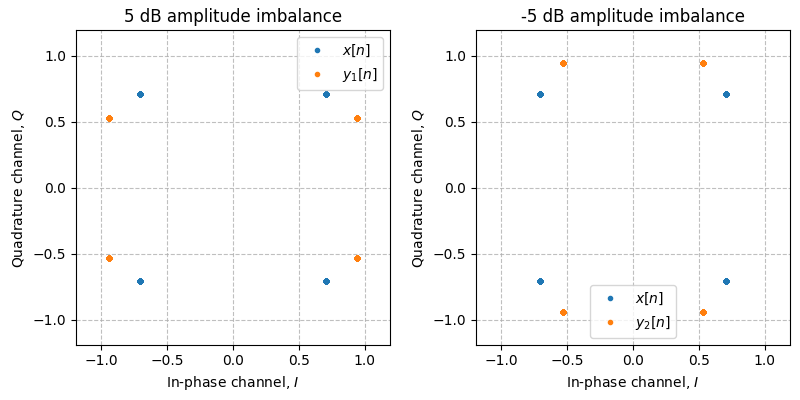 5 dB amplitude imbalance
x[n]
y₁[n]
1.0
0.5
0.0
−0.5
−1.0
Quadrature channel, Q
−1.0
−0.5
0.0
0.5
1.0
In-phase channel, I
-5 dB amplitude imbalance
1.0
0.5
0.0
−0.5
−1.0
Quadrature channel, Q
x[n]
y₂[n]
−1.0
−0.5
0.0
0.5
1.0
In-phase channel, I